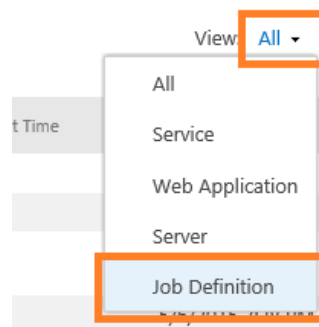 View: All
t Time
All
Service
Web Application
Server
Job Definition